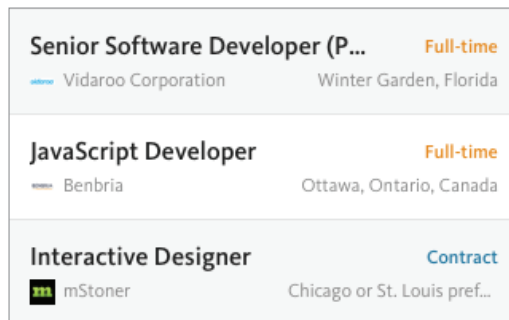 Senior Software Developer (P... Full-time
Vidaroo Corporation Winter Garden, Florida
JavaScript Developer Full-time
Benbria Ottawa, Ontario, Canada
Interactive Designer Contract
m mStoner Chicago or St. Louis pref...